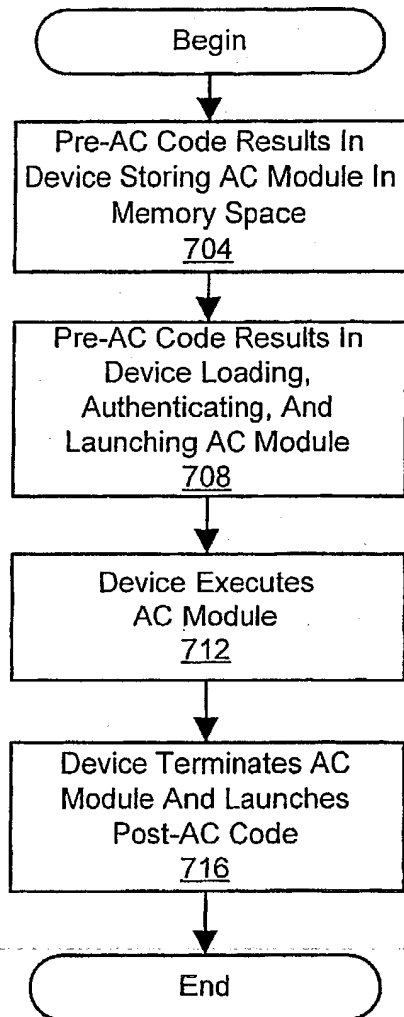 Begin
Pre-AC Code Results In
Device Storing AC Module In
Memory Space
704
Pre-AC Code Results In
Device Loading,
Authenticating, And
Launching AC Module
708
Device Executes
AC Module
712
Device Terminates AC
Module And Launches
Post-AC Code
716
End